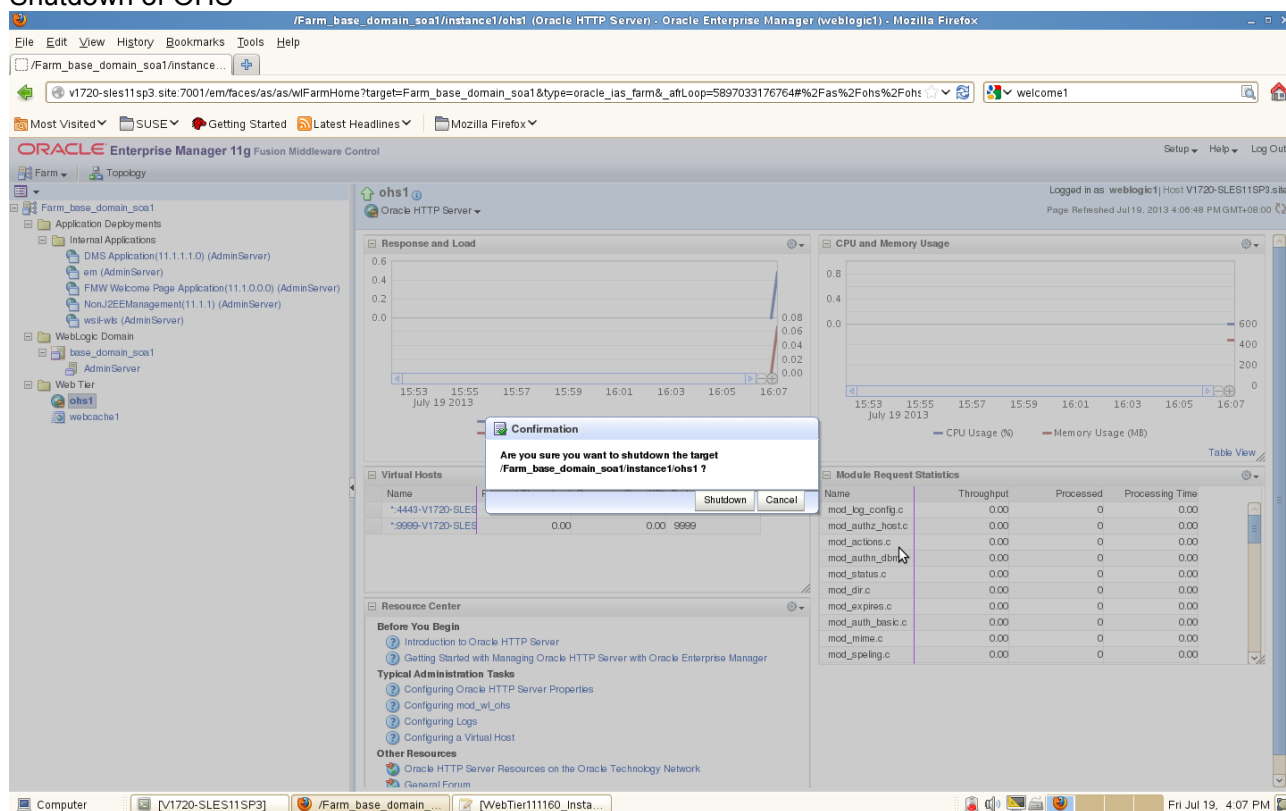 Shutdown of OHS
/Farm_base_domain_soa1/instance1/ohs1 (Oracle HTTP Server) - Oracle Enterprise Manager (weblogic1) - Mozilla Firefox
File Edit View History Bookmarks Tools Help
/Farm_base_domain_soa1/instance...
v1720-sles11sp3.site:7001/em/faces/as/as/wlFarmHome?target=Farm_base_domain_soa1&type=oracle_ias_farm&_afrLoop=5897033176764#%2Fas%2Fohs%2Fohs
welcome1
Most Visited SUSE Getting Started Latest Headlines Mozilla Firefox
ORACLE Enterprise Manager 11g Fusion Middleware Control
Setup Help Log Out
Farm Topology
Farm_base_domain_soa1
Application Deployments
Internal Applications
DMS Application(11.1.1.1.0) (AdminServer)
em (AdminServer)
FMW Welcome Page Application(11.1.0.0.0) (AdminServer)
NonJ2EEManagement(11.1.1) (AdminServer)
wsil-wls (AdminServer)
WebLogic Domain
base_domain_soa1
AdminServer
Web Tier
ohs1
webcache1
ohs1
Oracle HTTP Server
Logged in as weblogic1| Host V1720-SLES11SP3.site
Page Refreshed Jul 19, 2013 4:06:48 PM GMT+08:00
Response and Load
0.6
0.4
0.2
0.0
0.08
0.06
0.04
0.02
0.00
15:53 15:55 15:57 15:59 16:01 16:03 16:05 16:07
July 19 2013
CPU and Memory Usage
0.8
0.4
0.0
600
400
200
0
15:53 15:55 15:57 15:59 16:01 16:03 16:05 16:07
July 19 2013
CPU Usage (%) Memory Usage (MB)
Table View
Confirmation
Are you sure you want to shutdown the target
/Farm_base_domain_soa1/instance1/ohs1 ?
Shutdown Cancel
Virtual Hosts
Name
*:4443-V1720-SLES
*:9999-V1720-SLES 0.00 0.00 9999
Module Request Statistics
Name Throughput Processed Processing Time
mod_log_config.c 0.00 0 0.00
mod_authz_host.c 0.00 0 0.00
mod_actions.c 0.00 0 0.00
mod_authn_dbm 0.00 0 0.00
mod_status.c 0.00 0 0.00
mod_dir.c 0.00 0 0.00
mod_expires.c 0.00 0 0.00
mod_auth_basic.c 0.00 0 0.00
mod_mime.c 0.00 0 0.00
mod_speling.c 0.00 0 0.00
Resource Center
Before You Begin
Introduction to Oracle HTTP Server
Getting Started with Managing Oracle HTTP Server with Oracle Enterprise Manager
Typical Administration Tasks
Configuring Oracle HTTP Server Properties
Configuring mod_wl_ohs
Configuring Logs
Configuring a Virtual Host
Other Resources
Oracle HTTP Server Resources on the Oracle Technology Network
General Forum
Computer [V1720-SLES11SP3] /Farm_base_domain_... [WebTier111160_Insta... Fri Jul 19, 4:07 PM